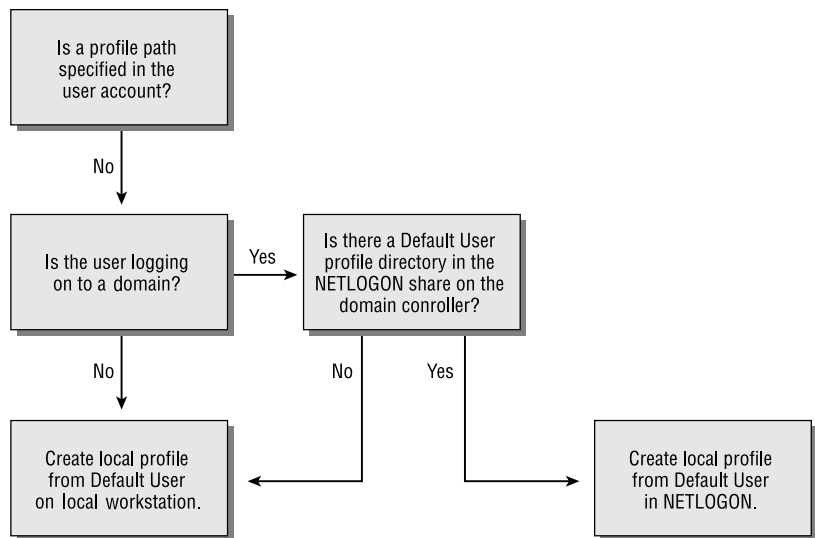 Is a profile path
specified in the
user account?
No
Is the user logging
on to a domain?
Yes
Is there a Default User
profile directory in the
NETLOGON share on the
domain conroller?
No
No
Yes
Create local profile
from Default User
on local workstation.
Create local profile
from Default User
in NETLOGON.